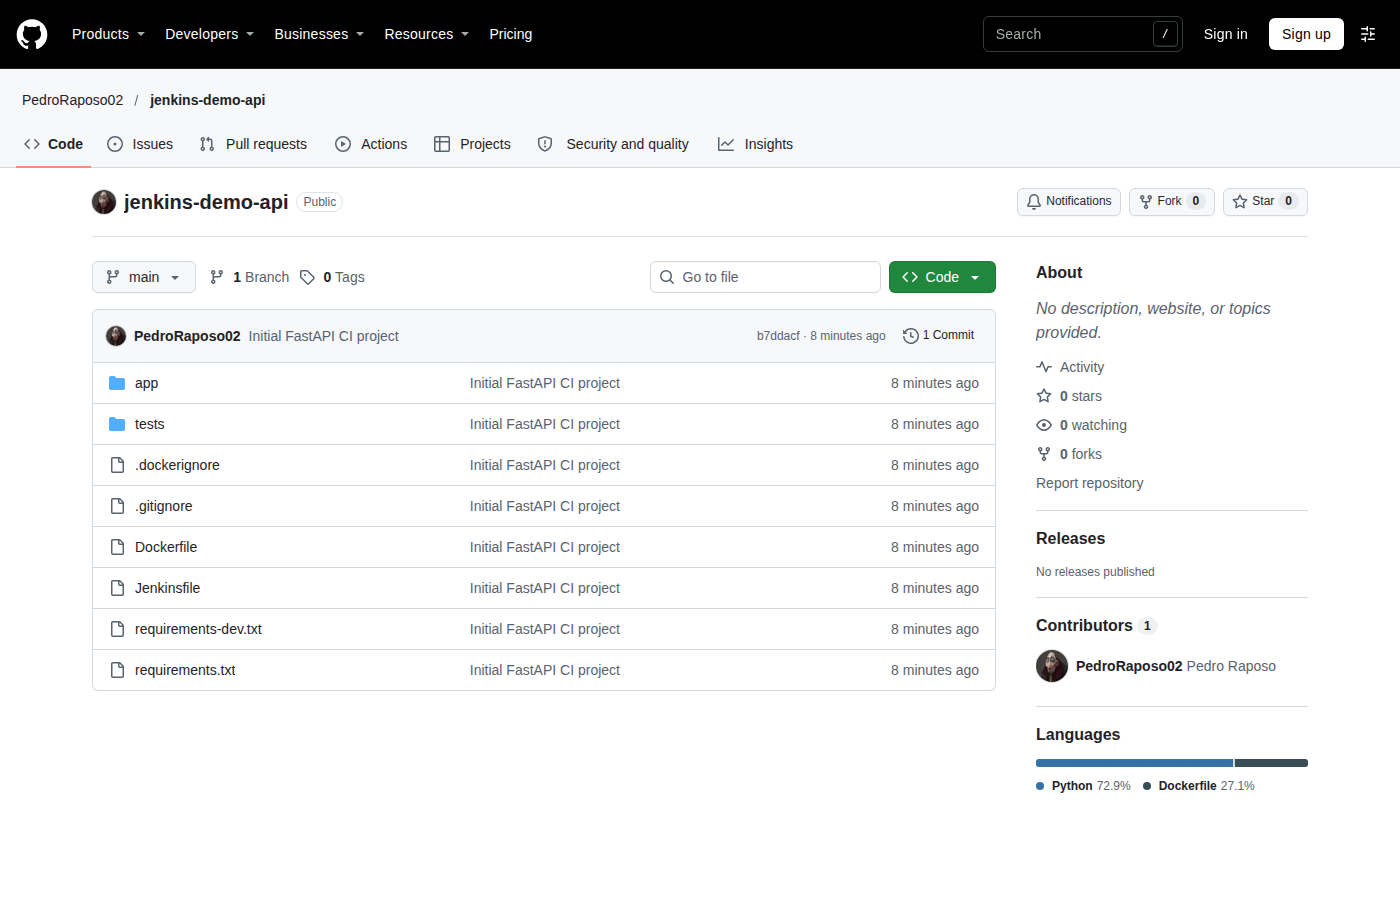 Products Developers Businesses Resources Pricing Search / Sign in Sign up
PedroRaposo02 / jenkins-demo-api
Code Issues Pull requests Actions Projects Security and quality Insights
jenkins-demo-api Public Notifications Fork 0 Star 0
main 1 Branch 0 Tags Go to file Code
PedroRaposo02 Initial FastAPI CI project b7ddacf · 8 minutes ago 1 Commit
app Initial FastAPI CI project 8 minutes ago
tests Initial FastAPI CI project 8 minutes ago
.dockerignore Initial FastAPI CI project 8 minutes ago
.gitignore Initial FastAPI CI project 8 minutes ago
Dockerfile Initial FastAPI CI project 8 minutes ago
Jenkinsfile Initial FastAPI CI project 8 minutes ago
requirements-dev.txt Initial FastAPI CI project 8 minutes ago
requirements.txt Initial FastAPI CI project 8 minutes ago
About
No description, website, or topics
provided.
Activity
0 stars
0 watching
0 forks
Report repository
Releases
No releases published
Contributors 1
PedroRaposo02 Pedro Raposo
Languages
Python 72.9% Dockerfile 27.1%